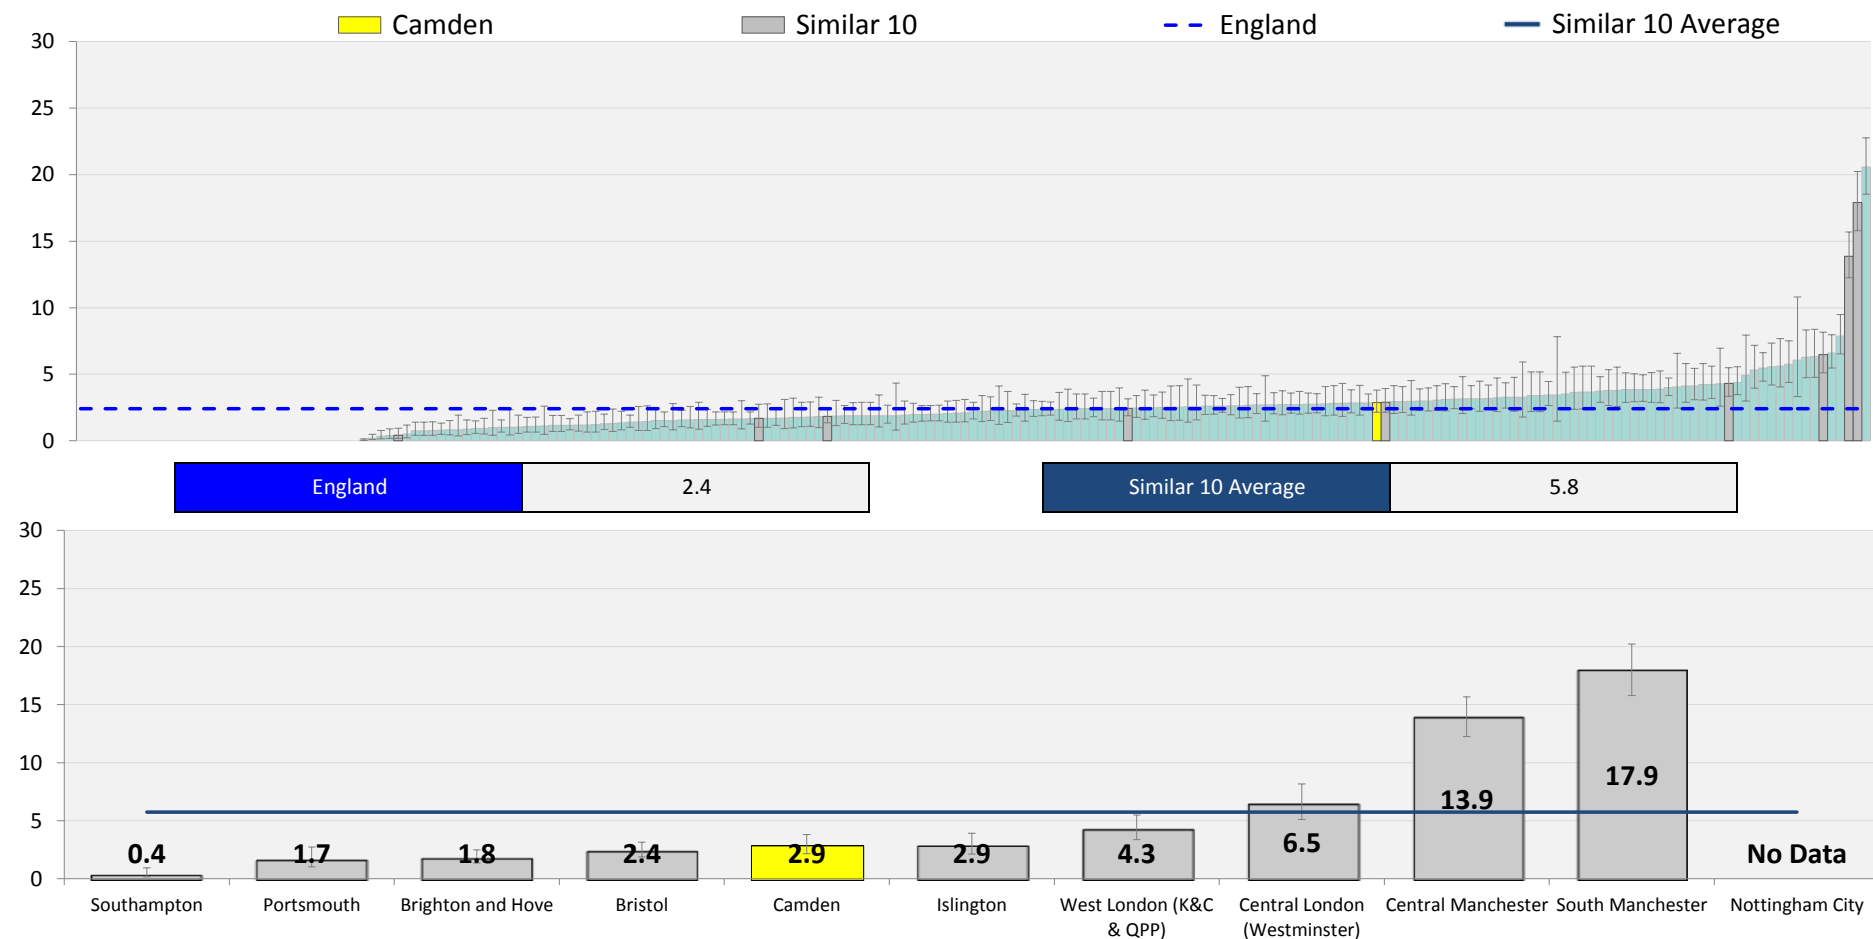 Camden Similar 10 England Similar 10 Average
30
25
20
15
10
5
0
England 2.4 Similar 10 Average 5.8
30
25
20
15
10
5
0
0.4 1.7 1.8 2.4 2.9 2.9 4.3 6.5 13.9 17.9 No Data
Southampton Portsmouth Brighton and Hove Bristol Camden Islington West London (K&C Central London Central Manchester South Manchester Nottingham City
& QPP) (Westminster)